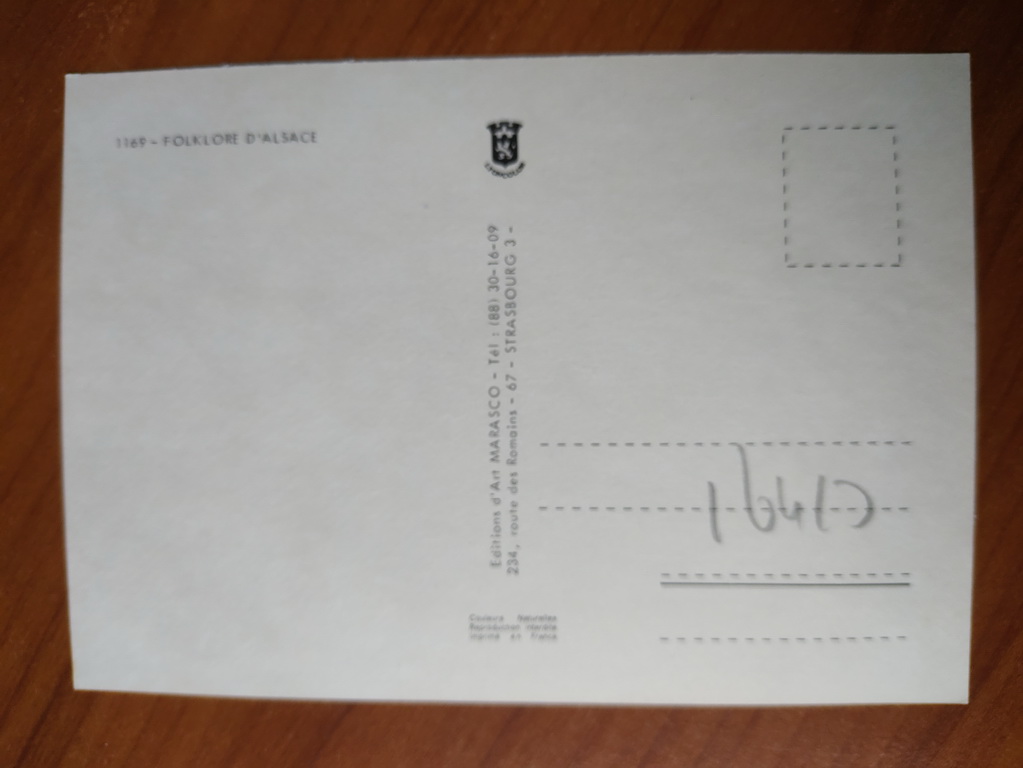 1169 - FOLKLORE D'ALSACE
Editions d'Art MARASCO - Tél : (88) 30-16-09
234, route des Romains - 67 - STRASBOURG 3 -
Couleurs Naturelles
Reproduction interdite
Imprimé en France